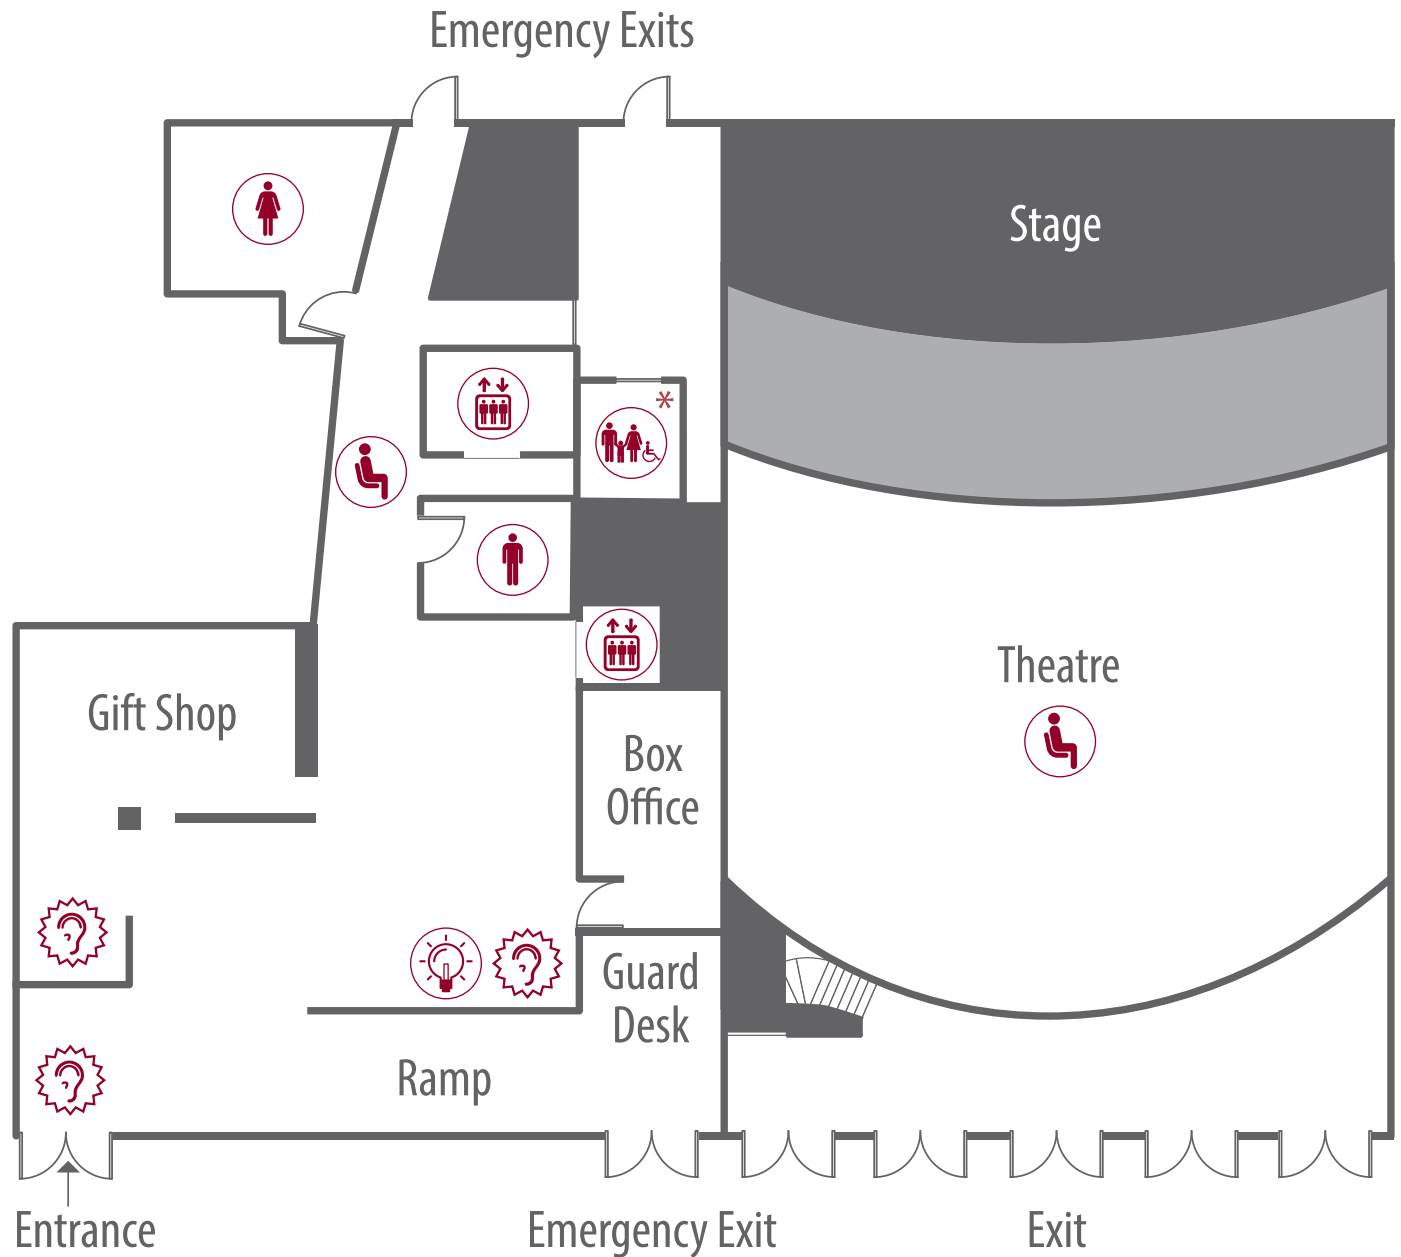 Emergency Exits
Stage
Theatre
Gift Shop
Box
Office
Guard
Desk
Ramp
Entrance
Emergency Exit
Exit